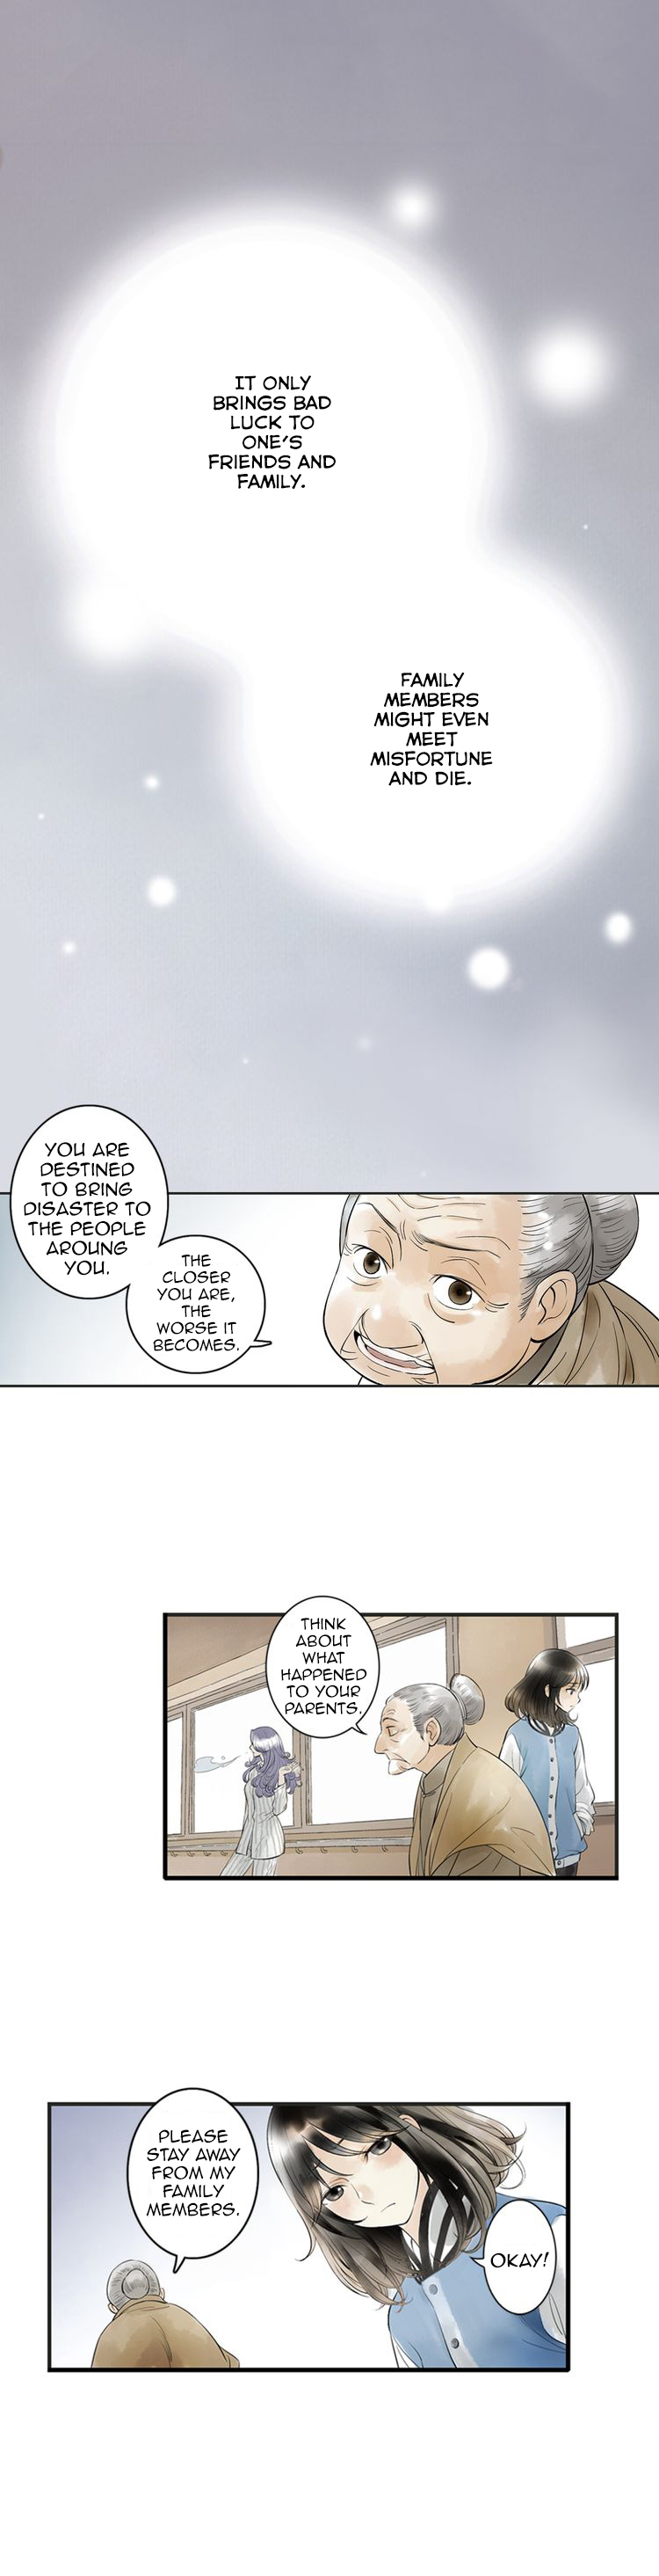 IT ONLY
BRINGS BAD
LUCK TO
ONE'S
FRIENDS AND
FAMILY.
FAMILY
MEMBERS
MIGHT EVEN
MEET
MISFORTUNE
AND DIE.
YOU ARE
DESTINED
TO BRING
DISASTER TO
THE PEOPLE
AROUNG
YOU.
THE
CLOSER
YOU ARE,
THE
WORSE IT
BECOMES.
THINK
ABOUT
WHAT
HAPPENED
TO YOUR
PARENTS.
PLEASE
STAY AWAY
FROM MY
FAMILY
MEMBERS.
OKAY!